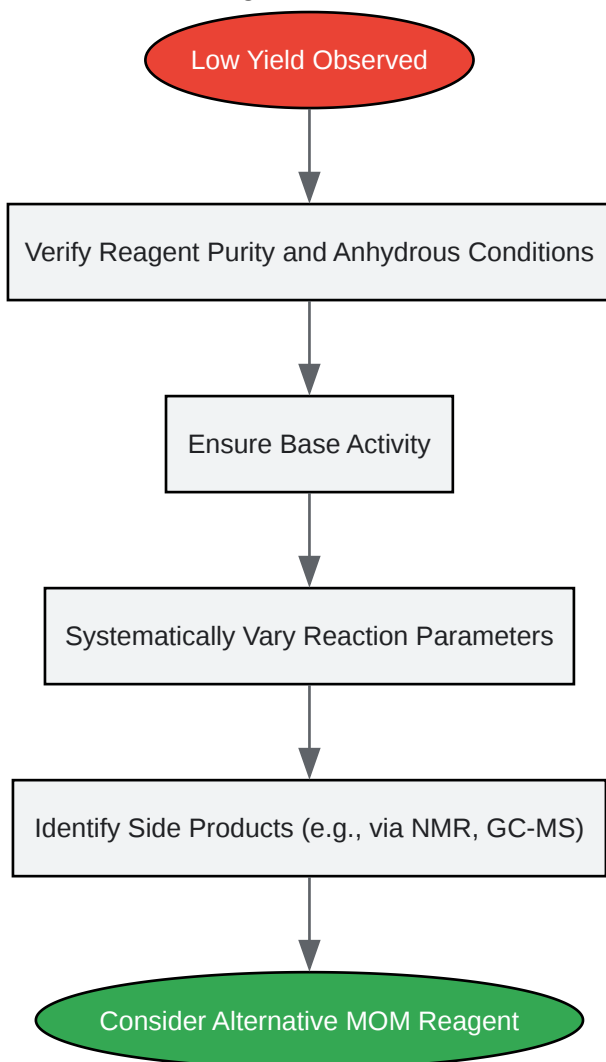 Low Yield Observed
Verify Reagent Purity and Anhydrous Conditions
Ensure Base Activity
Systematically Vary Reaction Parameters
Identify Side Products (e.g., via NMR, GC-MS)
Consider Alternative MOM Reagent